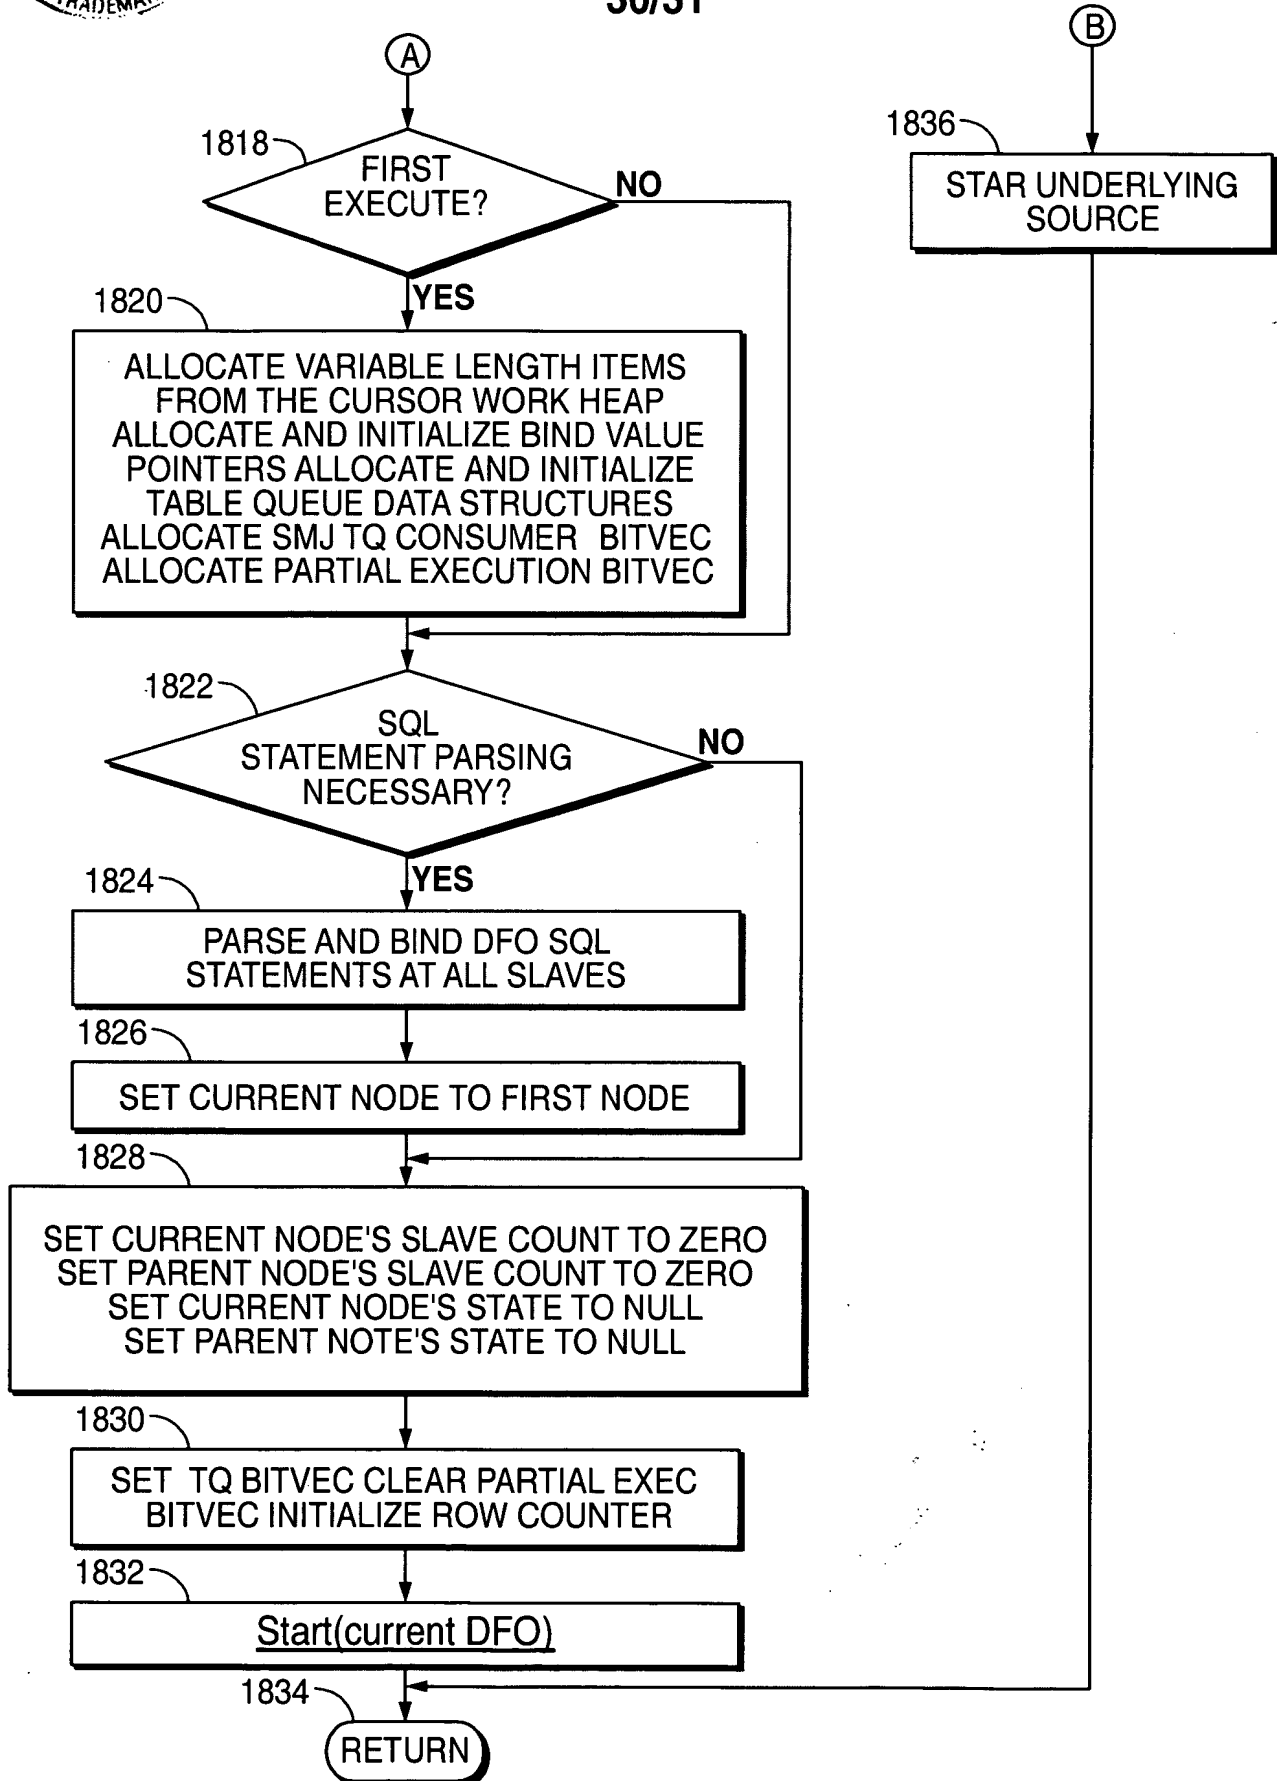 TRADEMA
30/31
A
B
1818
FIRST
EXECUTE?
NO
1836
STAR UNDERLYING
SOURCE
YES
1820
ALLOCATE VARIABLE LENGTH ITEMS
FROM THE CURSOR WORK HEAP
ALLOCATE AND INITIALIZE BIND VALUE
POINTERS ALLOCATE AND INITIALIZE
TABLE QUEUE DATA STRUCTURES
ALLOCATE SMJ TQ CONSUMER BITVEC
ALLOCATE PARTIAL EXECUTION BITVEC
1822
SQL
STATEMENT PARSING
NECESSARY?
NO
YES
1824
PARSE AND BIND DFO SQL
STATEMENTS AT ALL SLAVES
1826
SET CURRENT NODE TO FIRST NODE
1828
SET CURRENT NODE'S SLAVE COUNT TO ZERO
SET PARENT NODE'S SLAVE COUNT TO ZERO
SET CURRENT NODE'S STATE TO NULL
SET PARENT NOTE'S STATE TO NULL
1830
SET TQ BITVEC CLEAR PARTIAL EXEC
BITVEC INITIALIZE ROW COUNTER
1832
Start(current DFO)
1834
RETURN